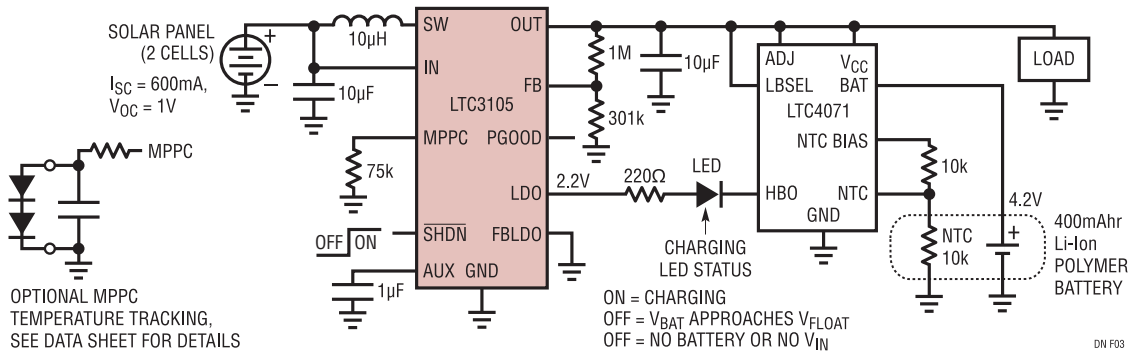 SOLAR PANEL
(2 CELLS)
I_SC = 600mA,
V_OC = 1V
+
−
10µH
10µF
SW
IN
MPPC
SHDN
AUX
GND
OUT
FB
PGOOD
LDO
FBLDO
LTC3105
75k
OFF
ON
1µF
1M
301k
10µF
2.2V
220Ω
LED
CHARGING
LED STATUS
ADJ
V_CC
LBSEL
BAT
LTC4071
NTC BIAS
HBO
NTC
GND
10k
NTC
10k
4.2V
+
400mAhr
Li-Ion
POLYMER
BATTERY
LOAD
MPPC
OPTIONAL MPPC
TEMPERATURE TRACKING,
SEE DATA SHEET FOR DETAILS
ON = CHARGING
OFF = V_BAT APPROACHES V_FLOAT
OFF = NO BATTERY OR NO V_IN
DN F03